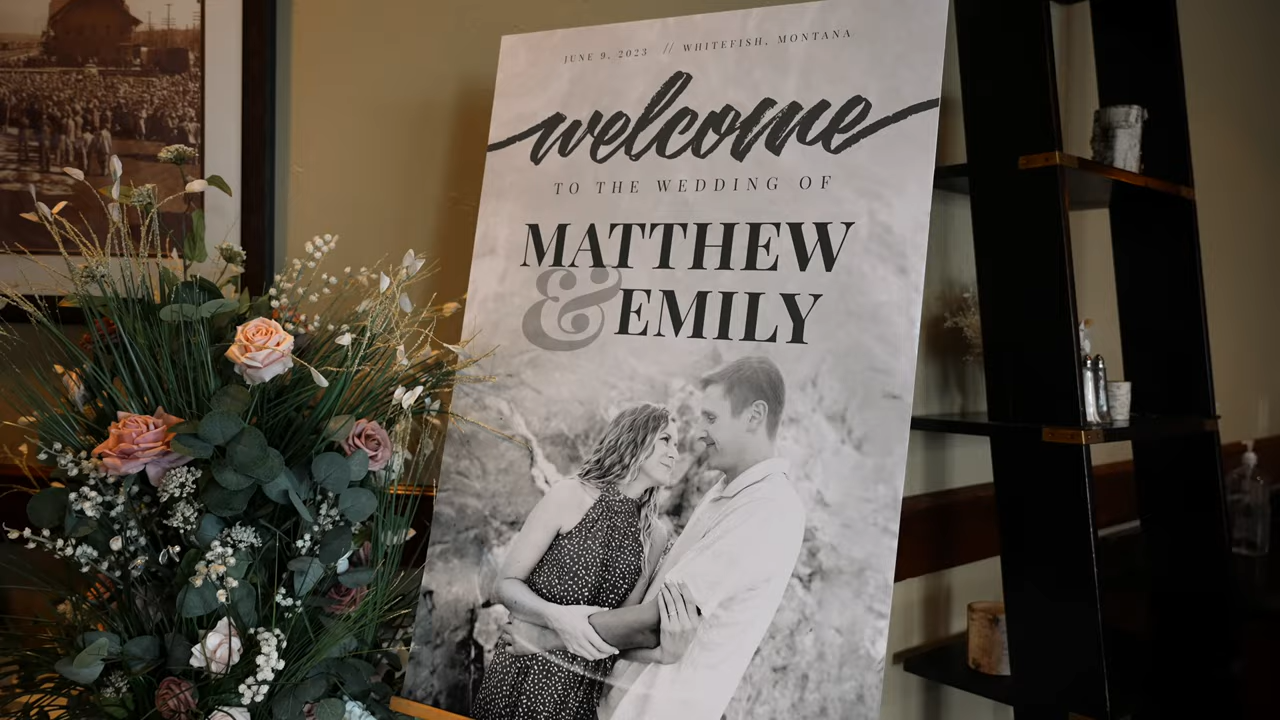 JUNE 9, 2023 // WHITEFISH, MONTANA
welcome
TO THE WEDDING OF
MATTHEW
& EMILY